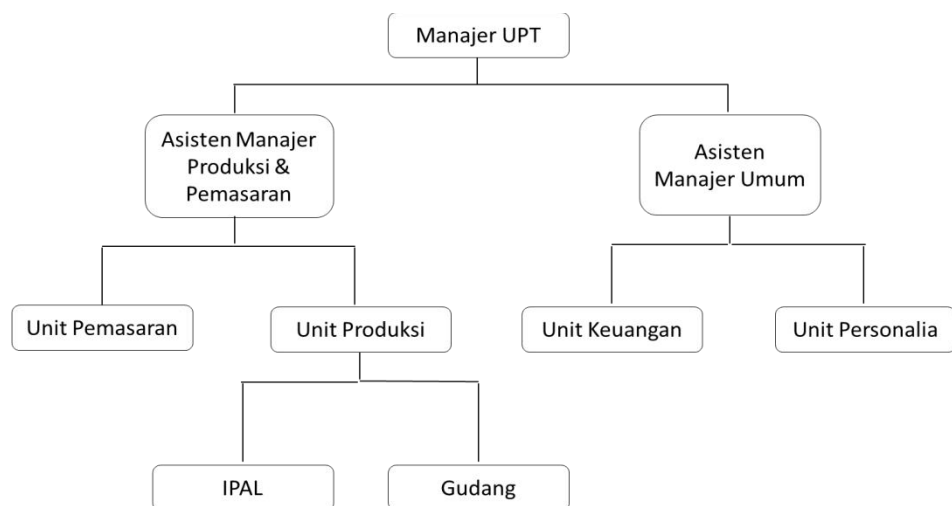 Manajer UPT
Asisten Manajer
Produksi &
Pemasaran
Asisten
Manajer Umum
Unit Pemasaran
Unit Produksi
Unit Keuangan
Unit Personalia
IPAL
Gudang